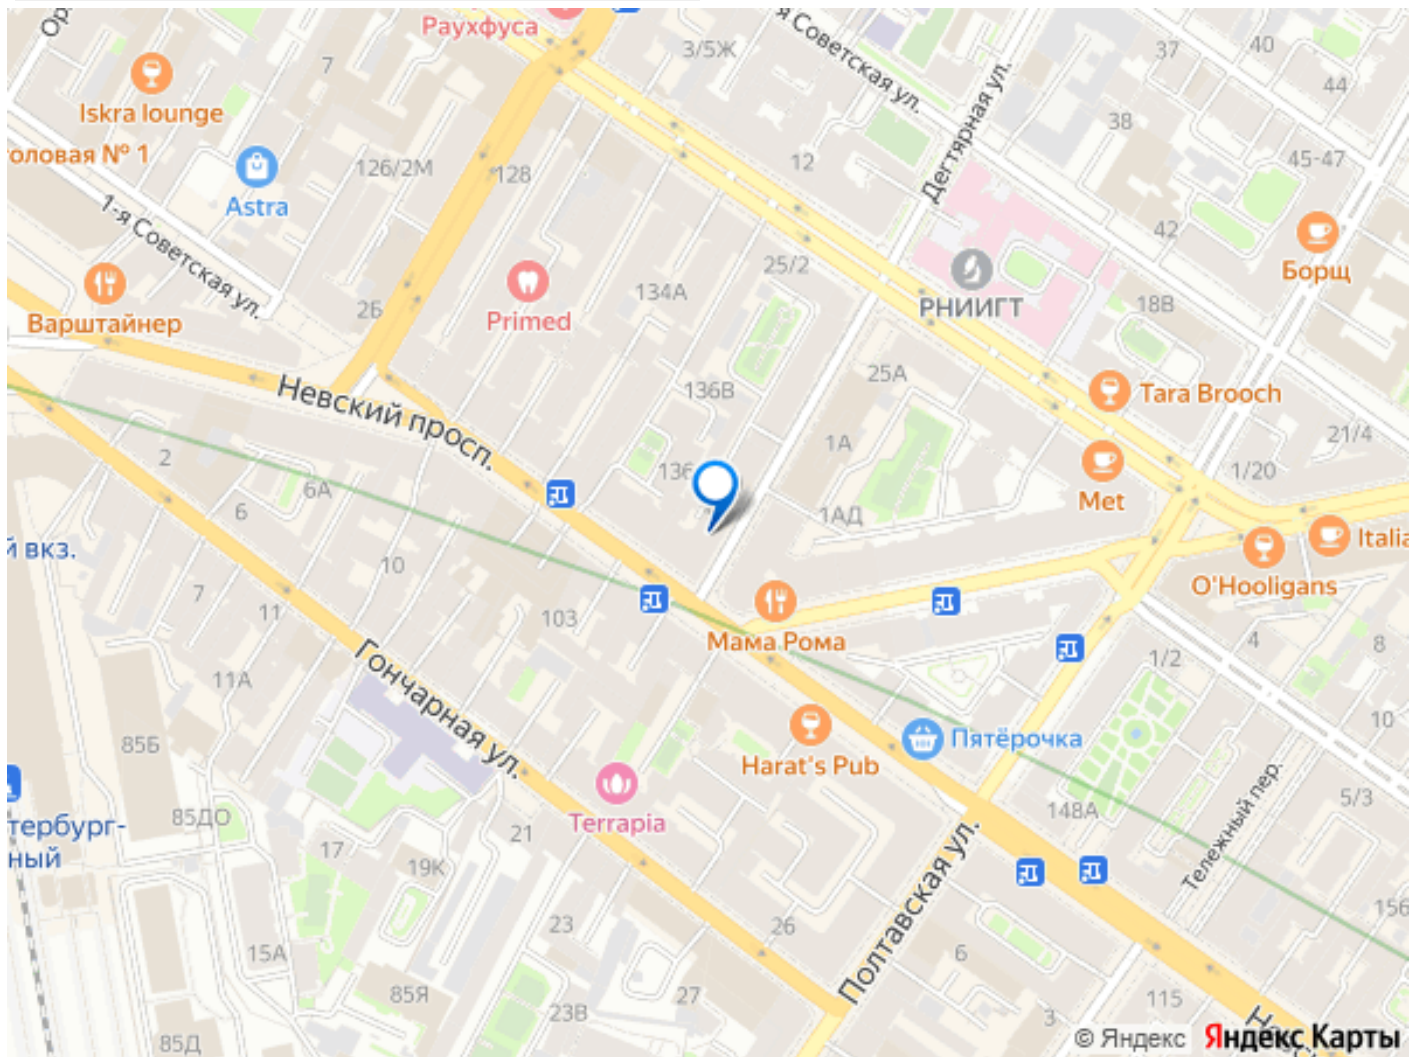 Раухфуса
3/5Ж
я Советская ул.
37
40
44
7
Iskra lounge
оловая № 1
Astra
126/2М
128
12
38
45-47
Дегтярная ул.
1-я Советская ул.
42
Борщ
25/2
РНИИГТ
18В
134А
Primed
2Б
Варштайнер
Невский просп.
136В
25А
Tara Brooch
1А
21/4
1/20
136
Met
1АД
2
6А
6
й вкз.
10
Italia
O'Hooligans
7
11
103
Мама Рома
4
8
1/2
11А
Гончарная ул.
10
85Б
Harat's Pub
Пятёрочка
5/3
тербург-
ный
85ДО
Terrapia
21
148А
Тележный пер.
17
19К
Полтавская ул.
156
23
26
6
15А
85Я
27
23В
115
3
85Д
© Яндекс Яндекс Карты